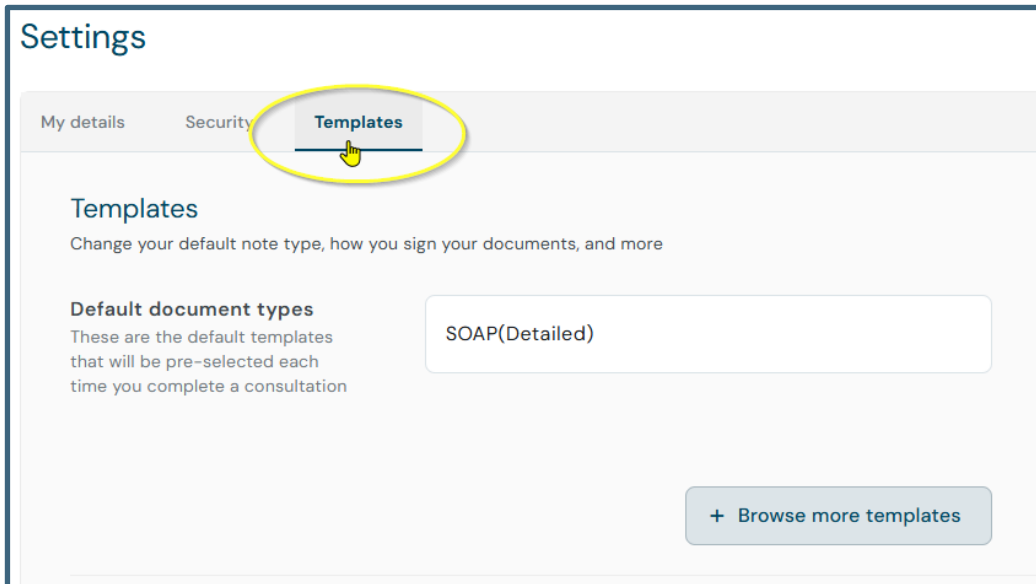 Settings
My details Security Templates
Templates
Change your default note type, how you sign your documents, and more
Default document types
These are the default templates
that will be pre-selected each
time you complete a consultation
SOAP(Detailed)
+ Browse more templates